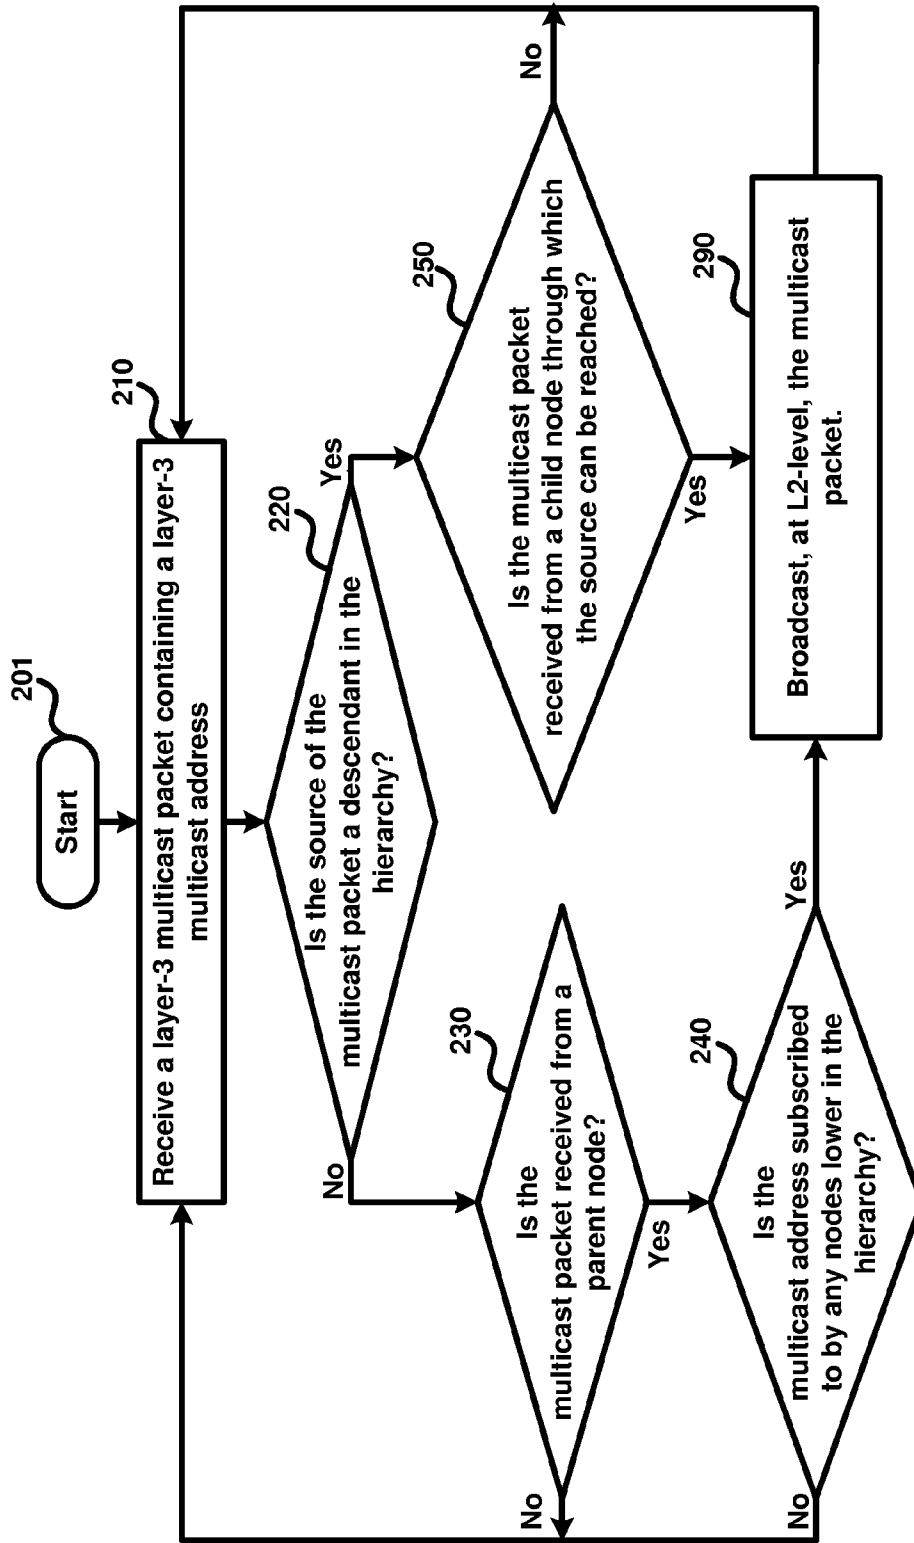 201
Start
210
Receive a layer-3 multicast packet containing a layer-3
multicast address
220
Is the source of the
multicast packet a descendant in the
hierarchy?
No
Yes
230
Is the
multicast packet received from a
parent node?
No
Yes
250
Is the multicast packet
received from a child node through which
the source can be reached?
No
Yes
240
Is the
multicast address subscribed
to by any nodes lower in the
hierarchy?
No
Yes
290
Broadcast, at L2-level, the multicast
packet.